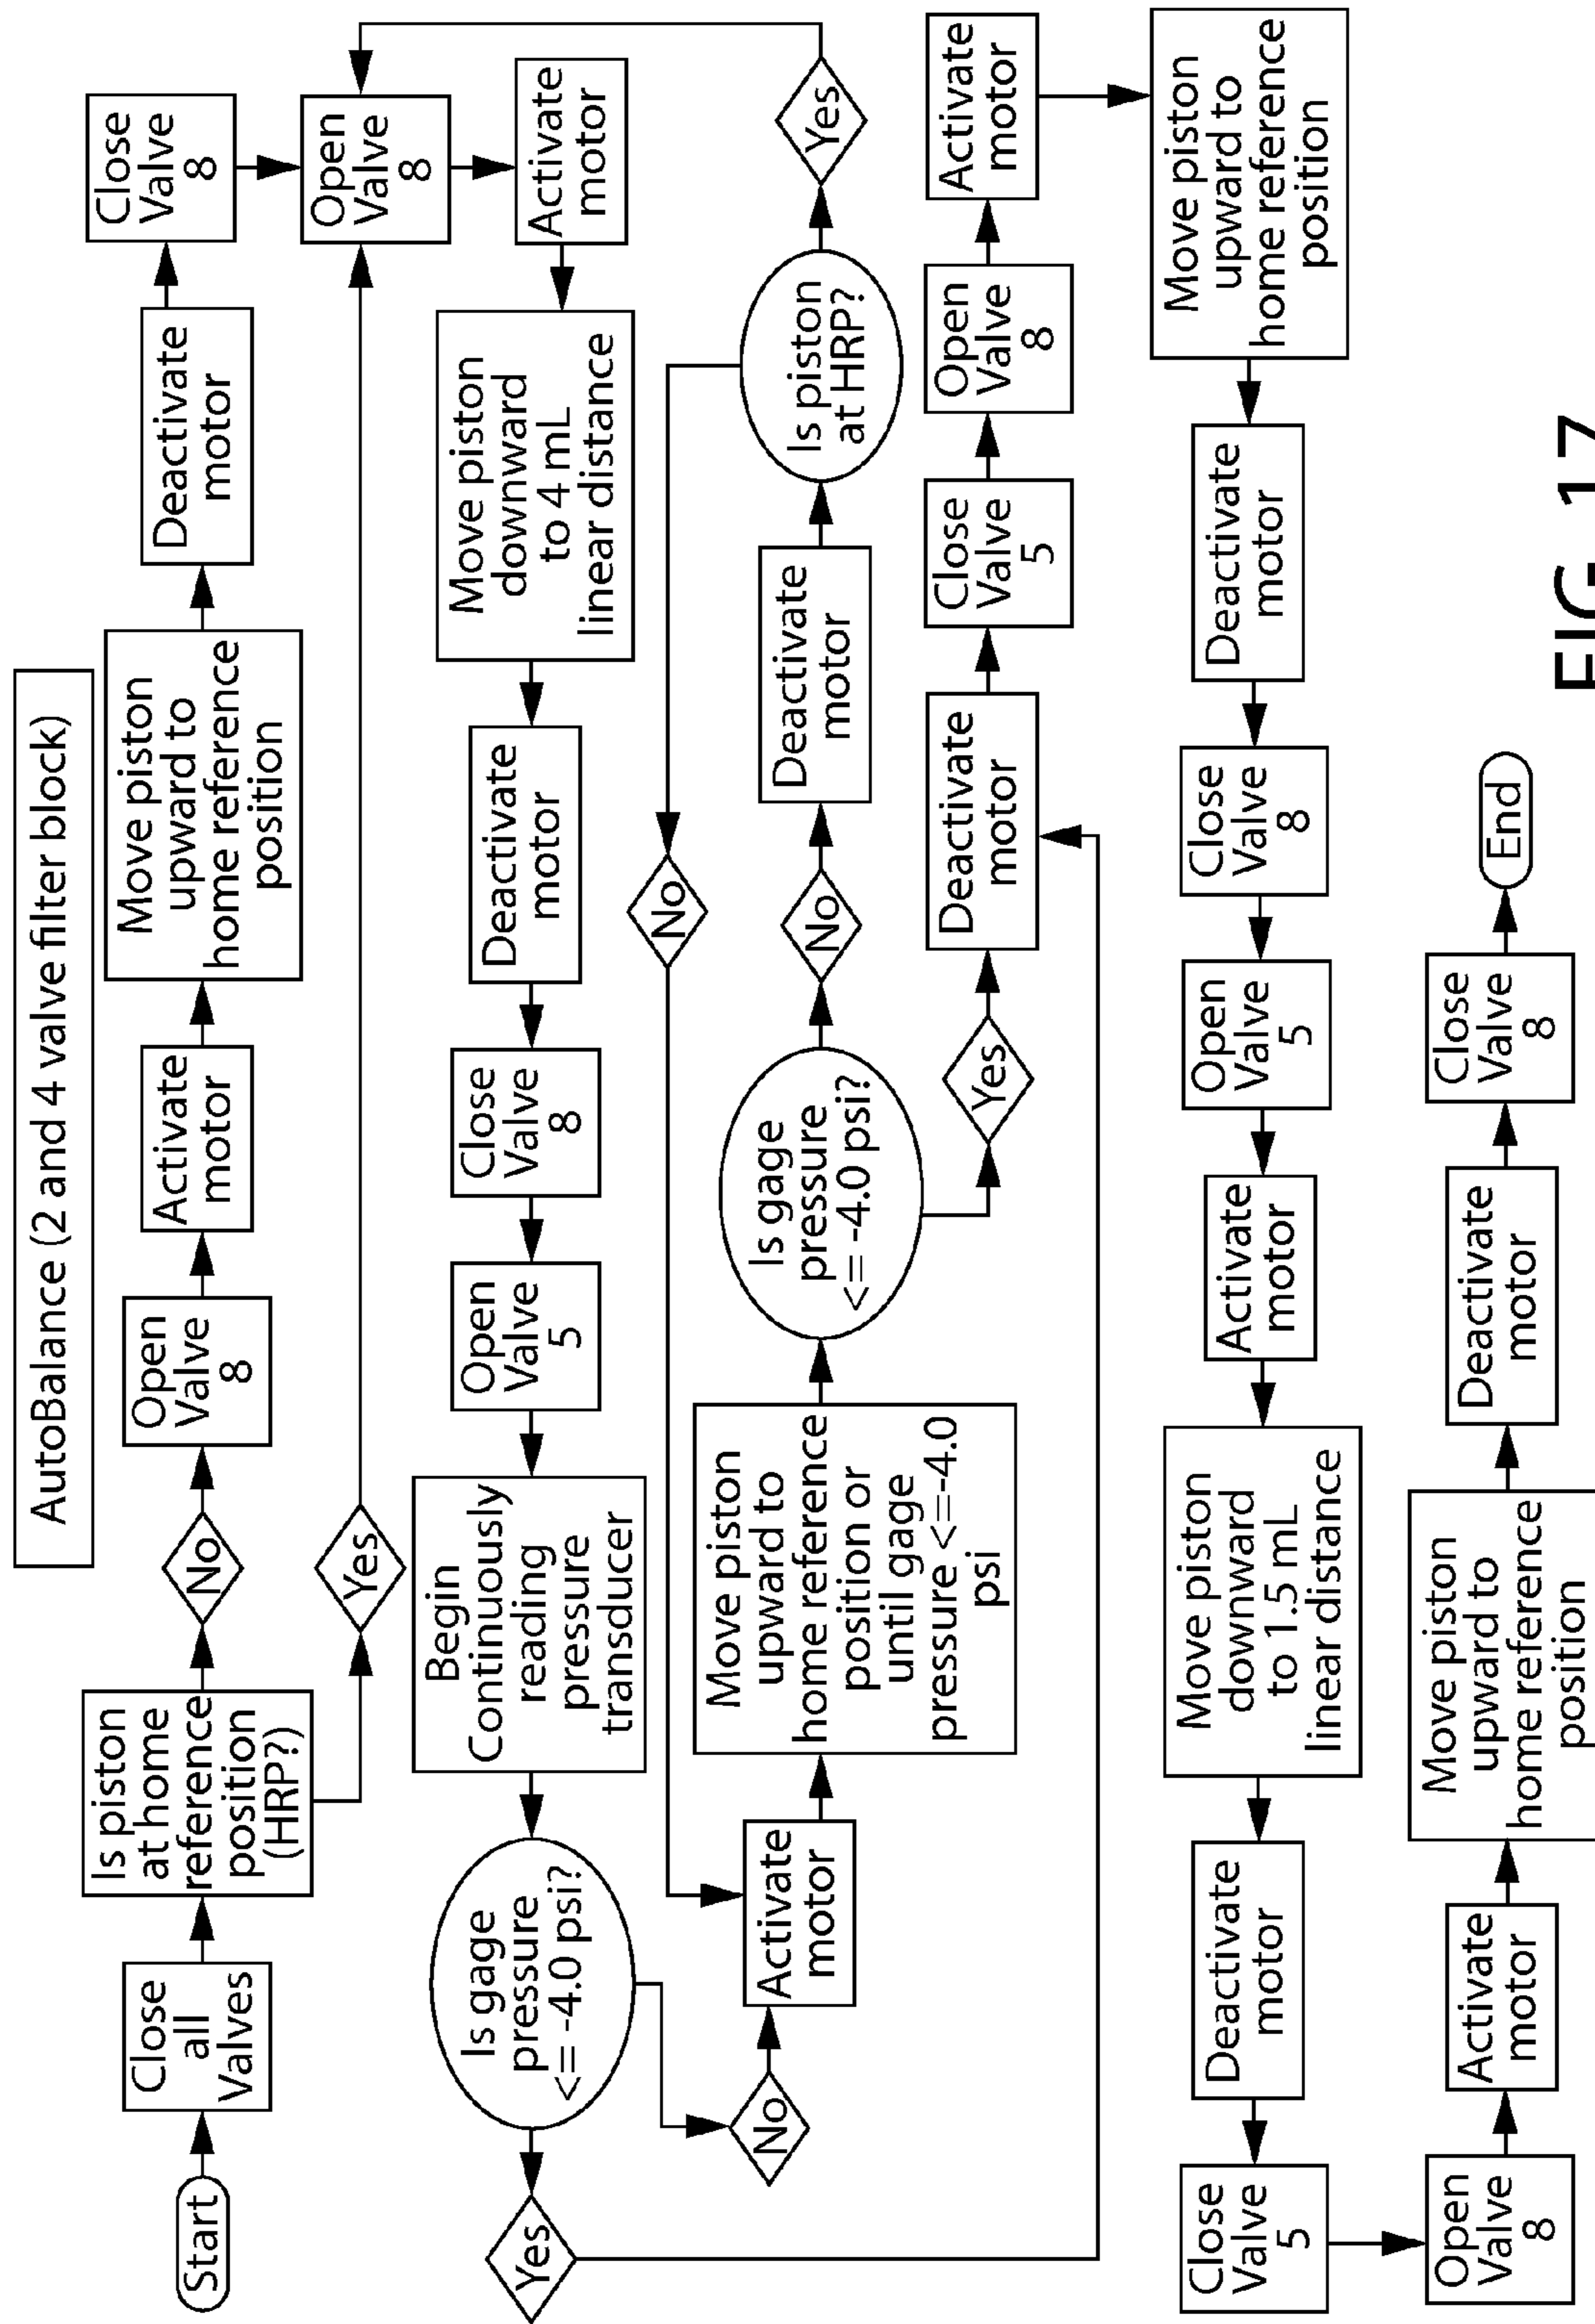 AutoBalance (2 and 4 valve filter block)
Start
Close
all
Valves
Is piston
at home
reference
position
(HRP?)
No
Open
Valve
8
Activate
motor
Move piston
upward to
home reference
position
Deactivate
motor
Close
Valve
8
Yes
Open
Valve
8
Activate
motor
Move piston
downward
to 4 mL
linear distance
Deactivate
motor
Close
Valve
8
Open
Valve
5
Begin
Continuously
reading
pressure
transducer
Is gage
pressure
<= -4.0 psi?
Yes
No
Activate
motor
Move piston
upward to
home reference
position or
until gage
pressure <=-4.0
psi
Is gage
pressure
<= -4.0 psi?
No
Deactivate
motor
Is piston
at HRP?
Yes
No
Yes
Deactivate
motor
Close
Valve
5
Open
Valve
8
Activate
motor
Move piston
upward to
home reference
position
Deactivate
motor
Close
Valve
8
Open
Valve
5
Activate
motor
Move piston
downward
to 1.5 mL
linear distance
Deactivate
motor
Close
Valve
5
Open
Valve
8
Activate
motor
Move piston
upward to
home reference
position
Deactivate
motor
Close
Valve
8
End
FIG. 17